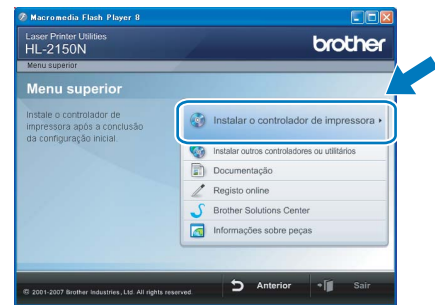 Macromedia Flash Player 8
Laser Printer Utilities
HL-2150N
brother
Menu superior
Menu superior
Instale o controlador de
impressora após a conclusão
da configuração inicial.
Instalar o controlador de impressora
Instalar outros controladores ou utilitários
Documentação
Registo online
Brother Solutions Center
Informações sobre peças
© 2001-2007 Brother Industries, Ltd. All rights reserved.
Anterior
Sair